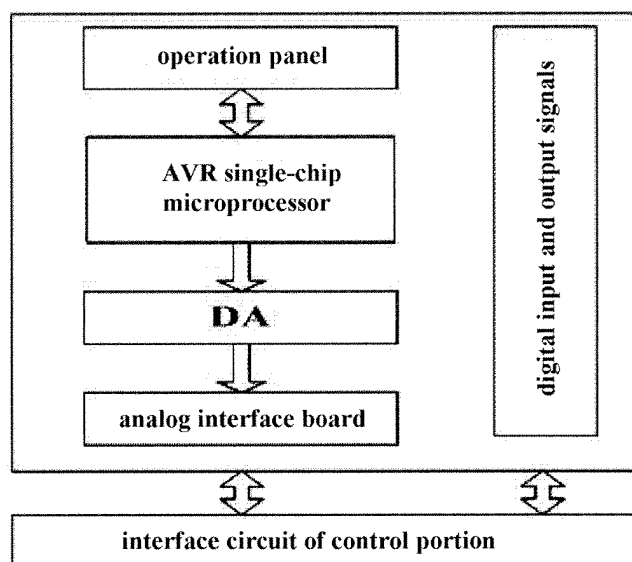 operation panel
AVR single-chip
microprocessor
DA
analog interface board
digital input and output signals
interface circuit of control portion